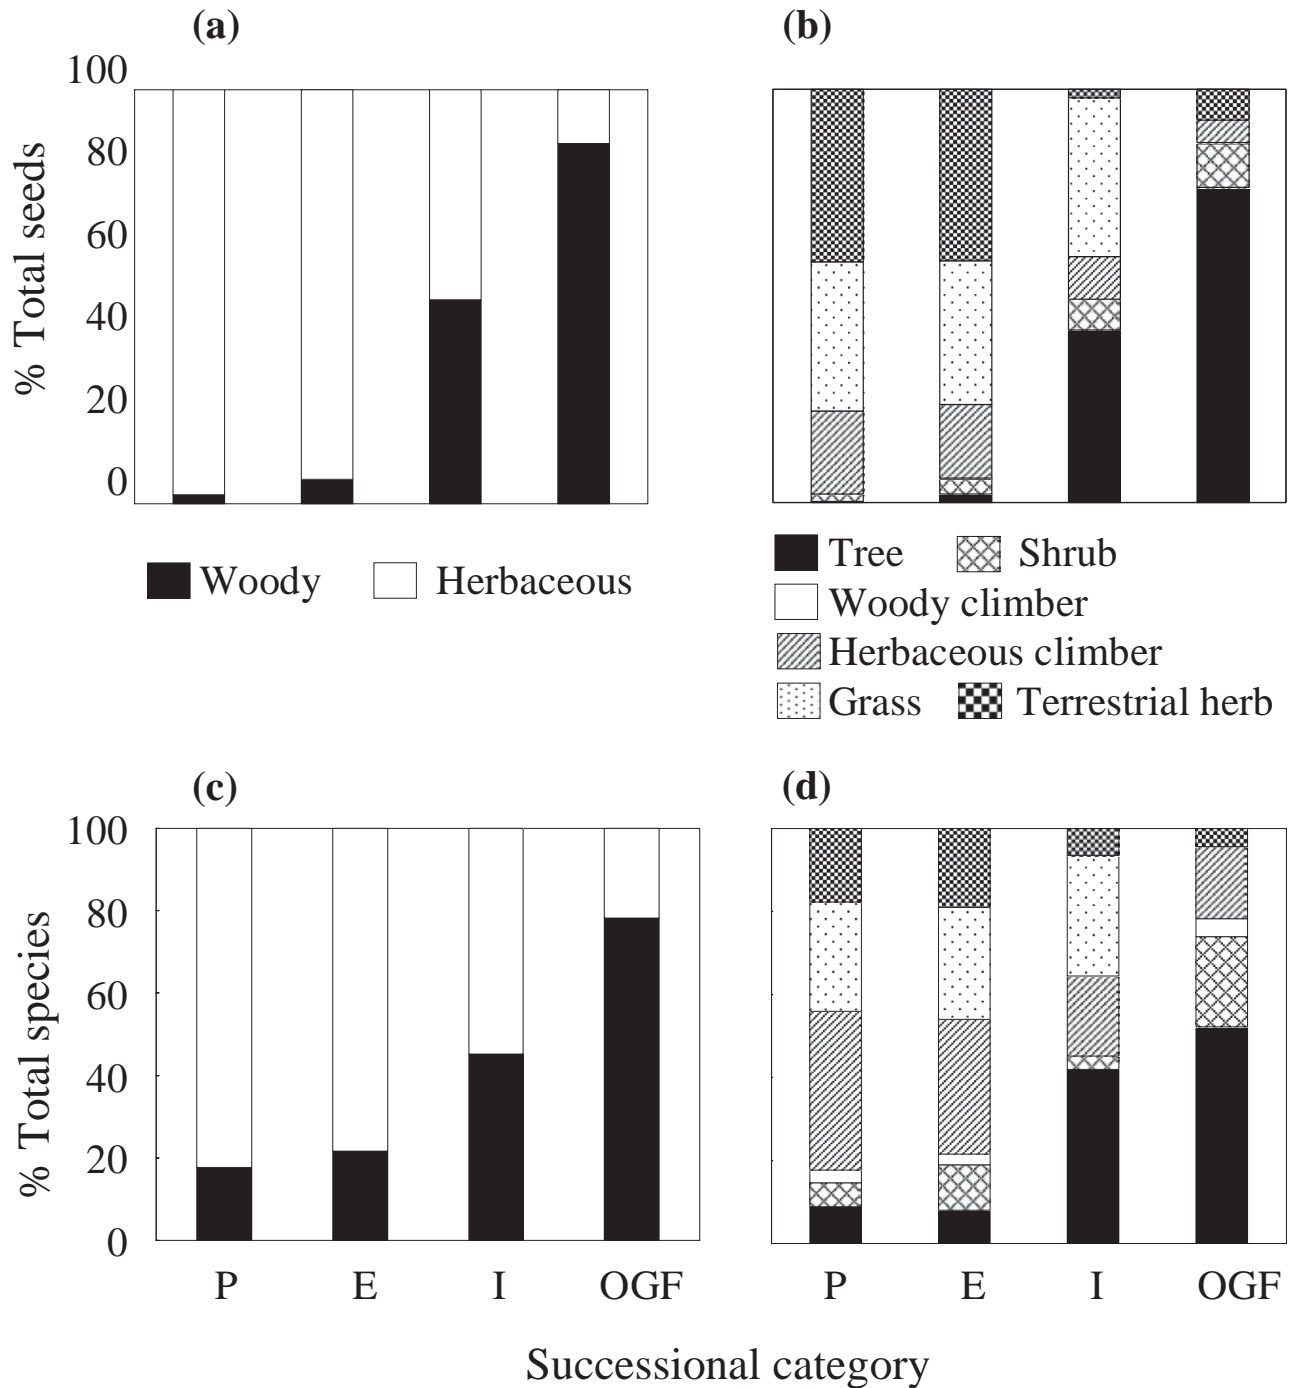 (a)
(b)
% Total seeds
100
80
60
40
20
0
Woody Herbaceous
Tree Shrub
Woody climber
Herbaceous climber
Grass Terrestrial herb
(c)
(d)
% Total species
100
80
60
40
20
0
P E I OGF
P E I OGF
Successional category